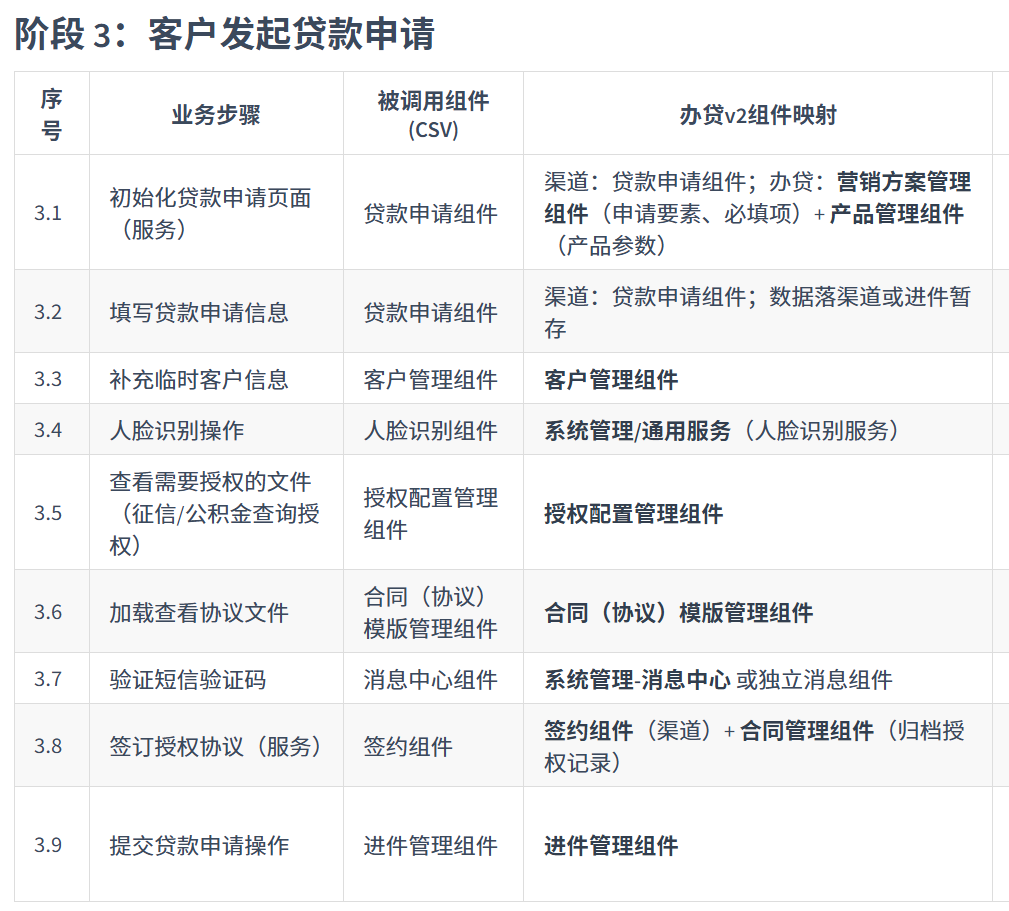 阶段 3：客户发起贷款申请
序
号
业务步骤
被调用组件
(CSV)
办贷v2组件映射
3.1
初始化贷款申请页面
（服务）
贷款申请组件
渠道：贷款申请组件；办贷：营销方案管理
组件（申请要素、必填项）+ 产品管理组件
（产品参数）
3.2
填写贷款申请信息
贷款申请组件
渠道：贷款申请组件；数据落渠道或进件暂
存
3.3
补充临时客户信息
客户管理组件
客户管理组件
3.4
人脸识别操作
人脸识别组件
系统管理/通用服务（人脸识别服务）
3.5
查看需要授权的文件
（征信/公积金查询授
权）
授权配置管理
组件
授权配置管理组件
3.6
加载查看协议文件
合同（协议）
模版管理组件
合同（协议）模版管理组件
3.7
验证短信验证码
消息中心组件
系统管理-消息中心 或独立消息组件
3.8
签订授权协议（服务）
签约组件
签约组件（渠道）+ 合同管理组件（归档授
权记录）
3.9
提交贷款申请操作
进件管理组件
进件管理组件